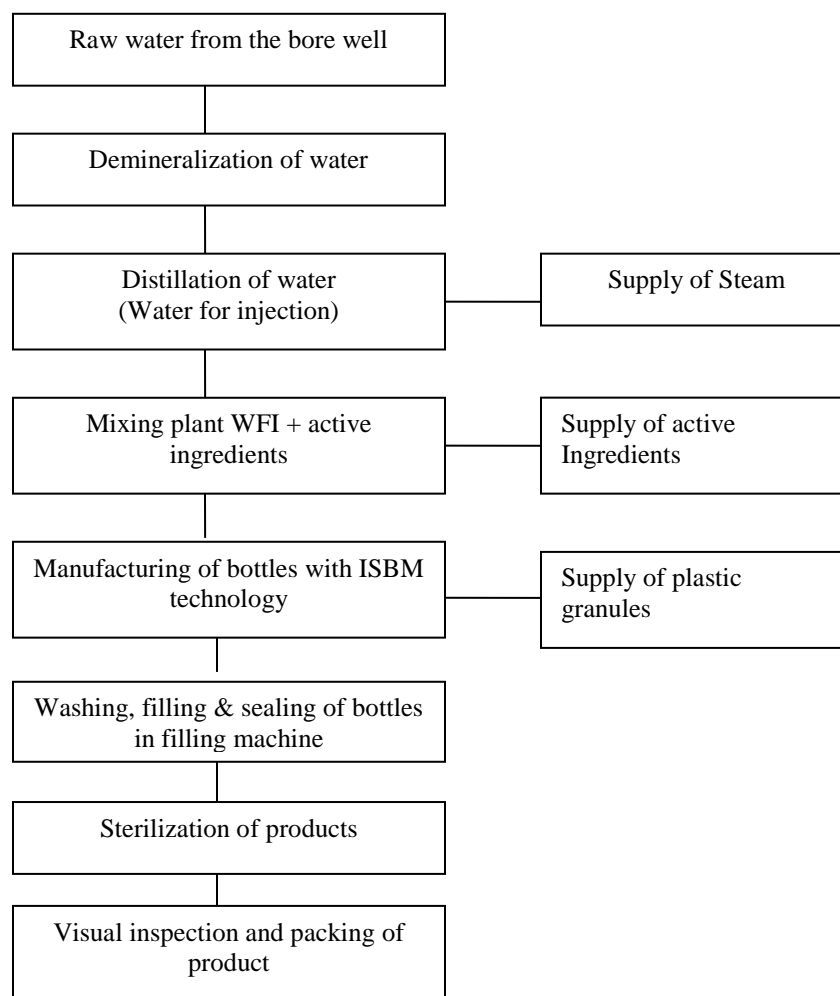 Raw water from the bore well
Demineralization of water
Distillation of water
(Water for injection)
Supply of Steam
Mixing plant WFI + active
ingredients
Supply of active
Ingredients
Manufacturing of bottles with ISBM
technology
Supply of plastic
granules
Washing, filling & sealing of bottles
in filling machine
Sterilization of products
Visual inspection and packing of
product